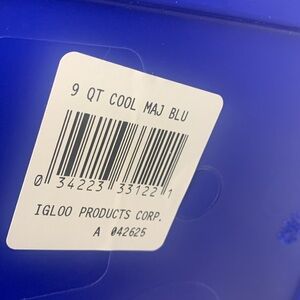 9 QT COOL MAJ BLU
0 34223 33122 1
IGLOO PRODUCTS CORP.
A 042625